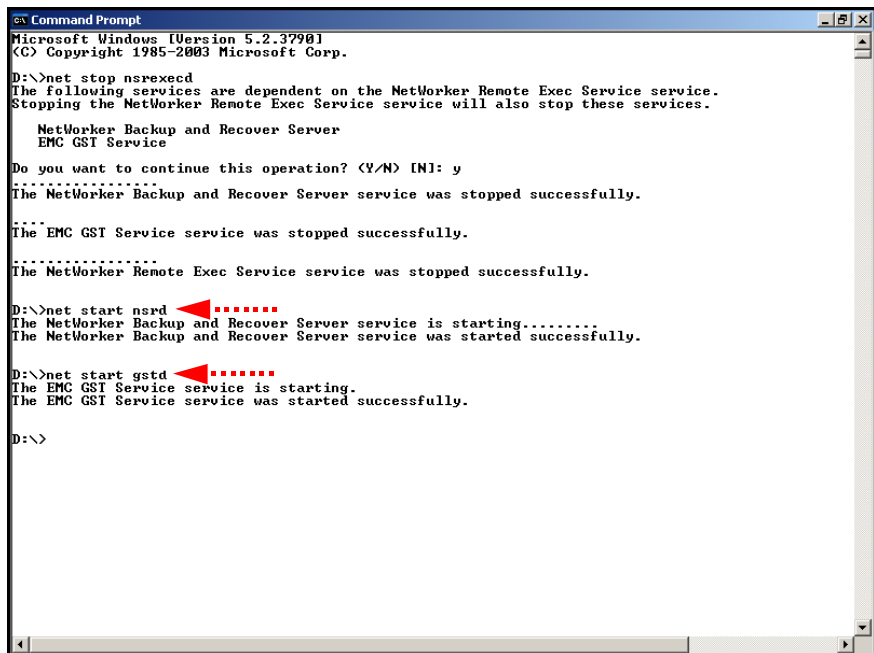 Command Prompt
Microsoft Windows [Version 5.2.3790]
(C) Copyright 1985-2003 Microsoft Corp.
D:\>net stop nsrexecd
The following services are dependent on the NetWorker Remote Exec Service service.
Stopping the NetWorker Remote Exec Service service will also stop these services.
NetWorker Backup and Recover Server
EMC GST Service
Do you want to continue this operation? (Y/N) [N]: y
.................
The NetWorker Backup and Recover Server service was stopped successfully.
....
The EMC GST Service service was stopped successfully.
.................
The NetWorker Remote Exec Service service was stopped successfully.
D:\>net start nsrd
The NetWorker Backup and Recover Server service is starting.........
The NetWorker Backup and Recover Server service was started successfully.
D:\>net start gstd
The EMC GST Service service is starting.
The EMC GST Service service was started successfully.
D:\>